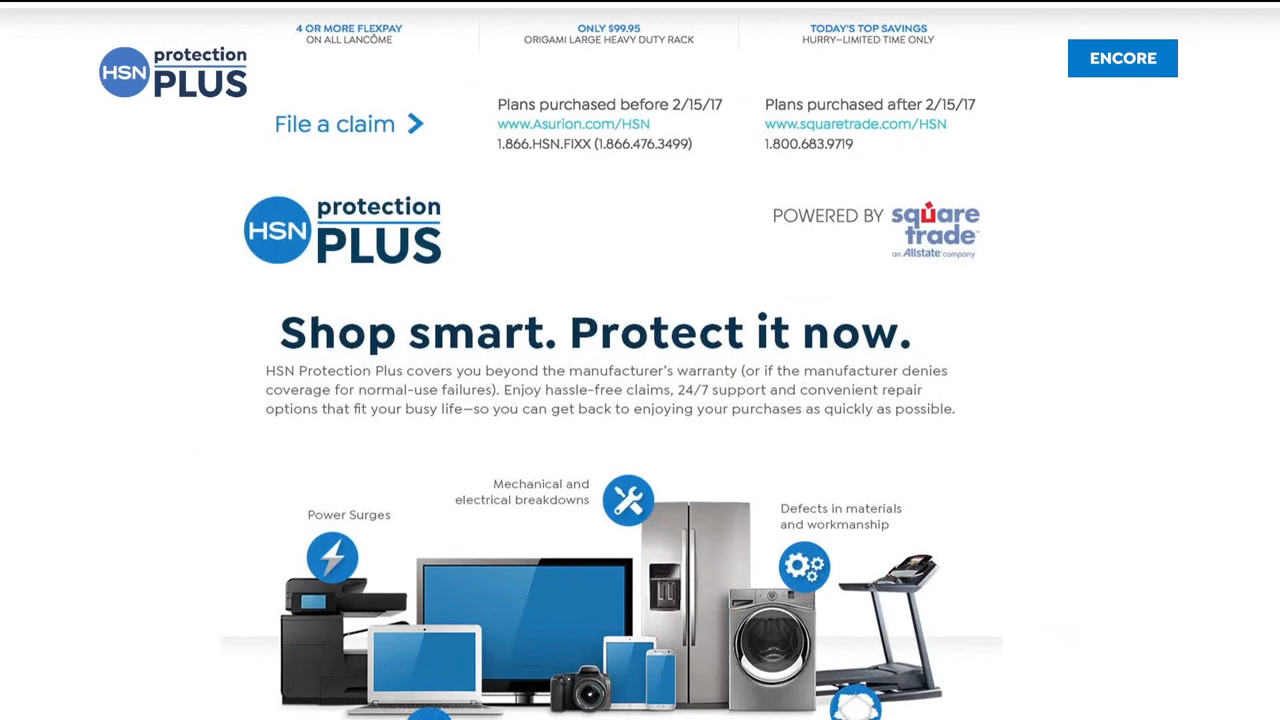 4 OR MORE FLEXPAY
ON ALL LANCÔME
ONLY $99.95
ORIGAMI LARGE HEAVY DUTY RACK
TODAY'S TOP SAVINGS
HURRY—LIMITED TIME ONLY
HSN protection PLUS
ENCORE
File a claim
Plans purchased before 2/15/17
www.Asurion.com/HSN
1.866.HSN.FIXX (1.866.476.3499)
Plans purchased after 2/15/17
www.squaretrade.com/HSN
1.800.683.9719
HSN protection PLUS
POWERED BY square trade
an Allstate company
Shop smart. Protect it now.
HSN Protection Plus covers you beyond the manufacturer's warranty (or if the manufacturer denies
coverage for normal-use failures). Enjoy hassle-free claims, 24/7 support and convenient repair
options that fit your busy life—so you can get back to enjoying your purchases as quickly as possible.
Mechanical and
electrical breakdowns
Power Surges
Defects in materials
and workmanship